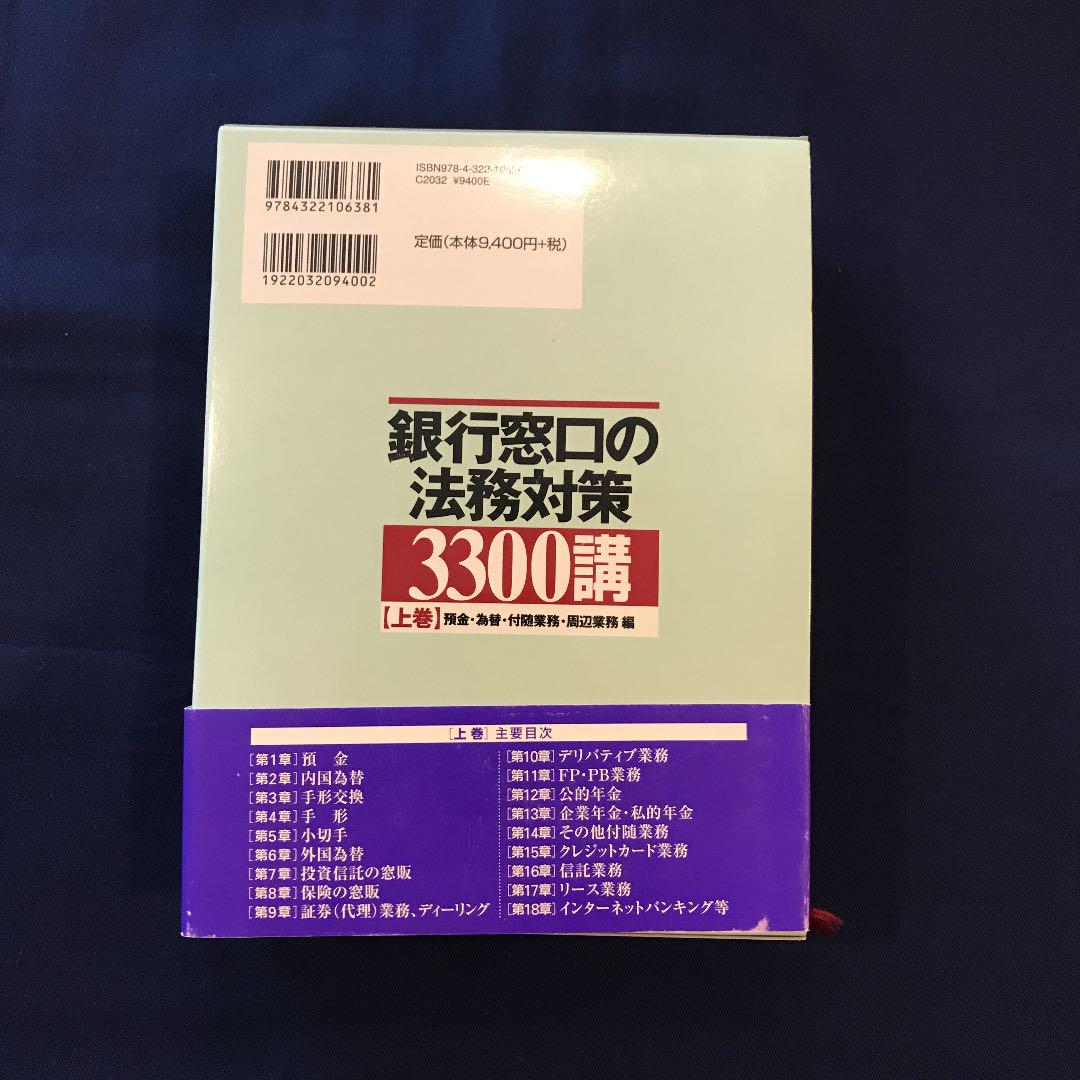 9784322106381
ISBN978-4-322-
C2032 ¥9400E
1922032094002
定価(本体9,400円+税)
銀行窓口の
法務対策
3300講
【上巻】預金・為替・付随業務・周辺業務 編
[上巻] 主要目次
[第1章] 預 金
[第2章] 内国為替
[第3章] 手形交換
[第4章] 手 形
[第5章] 小切手
[第6章] 外国為替
[第7章] 投資信託の窓販
[第8章] 保険の窓販
[第9章] 証券(代理)業務、ディーリング
[第10章] デリバティブ業務
[第11章] FP・PB業務
[第12章] 公的年金
[第13章] 企業年金・私的年金
[第14章] その他付随業務
[第15章] クレジットカード業務
[第16章] 信託業務
[第17章] リース業務
[第18章] インターネットバンキング等